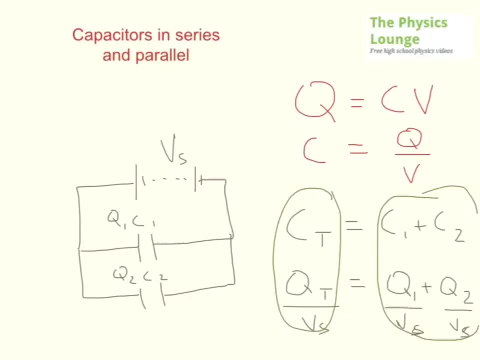 Capacitors in series
and parallel
The Physics
Lounge
Free high school physics videos
Q = CV
C = Q/V
Vs
Q1 C1
Q2 C2
CT = C1 + C2
QT/Vs = Q1/Vs + Q2/Vs